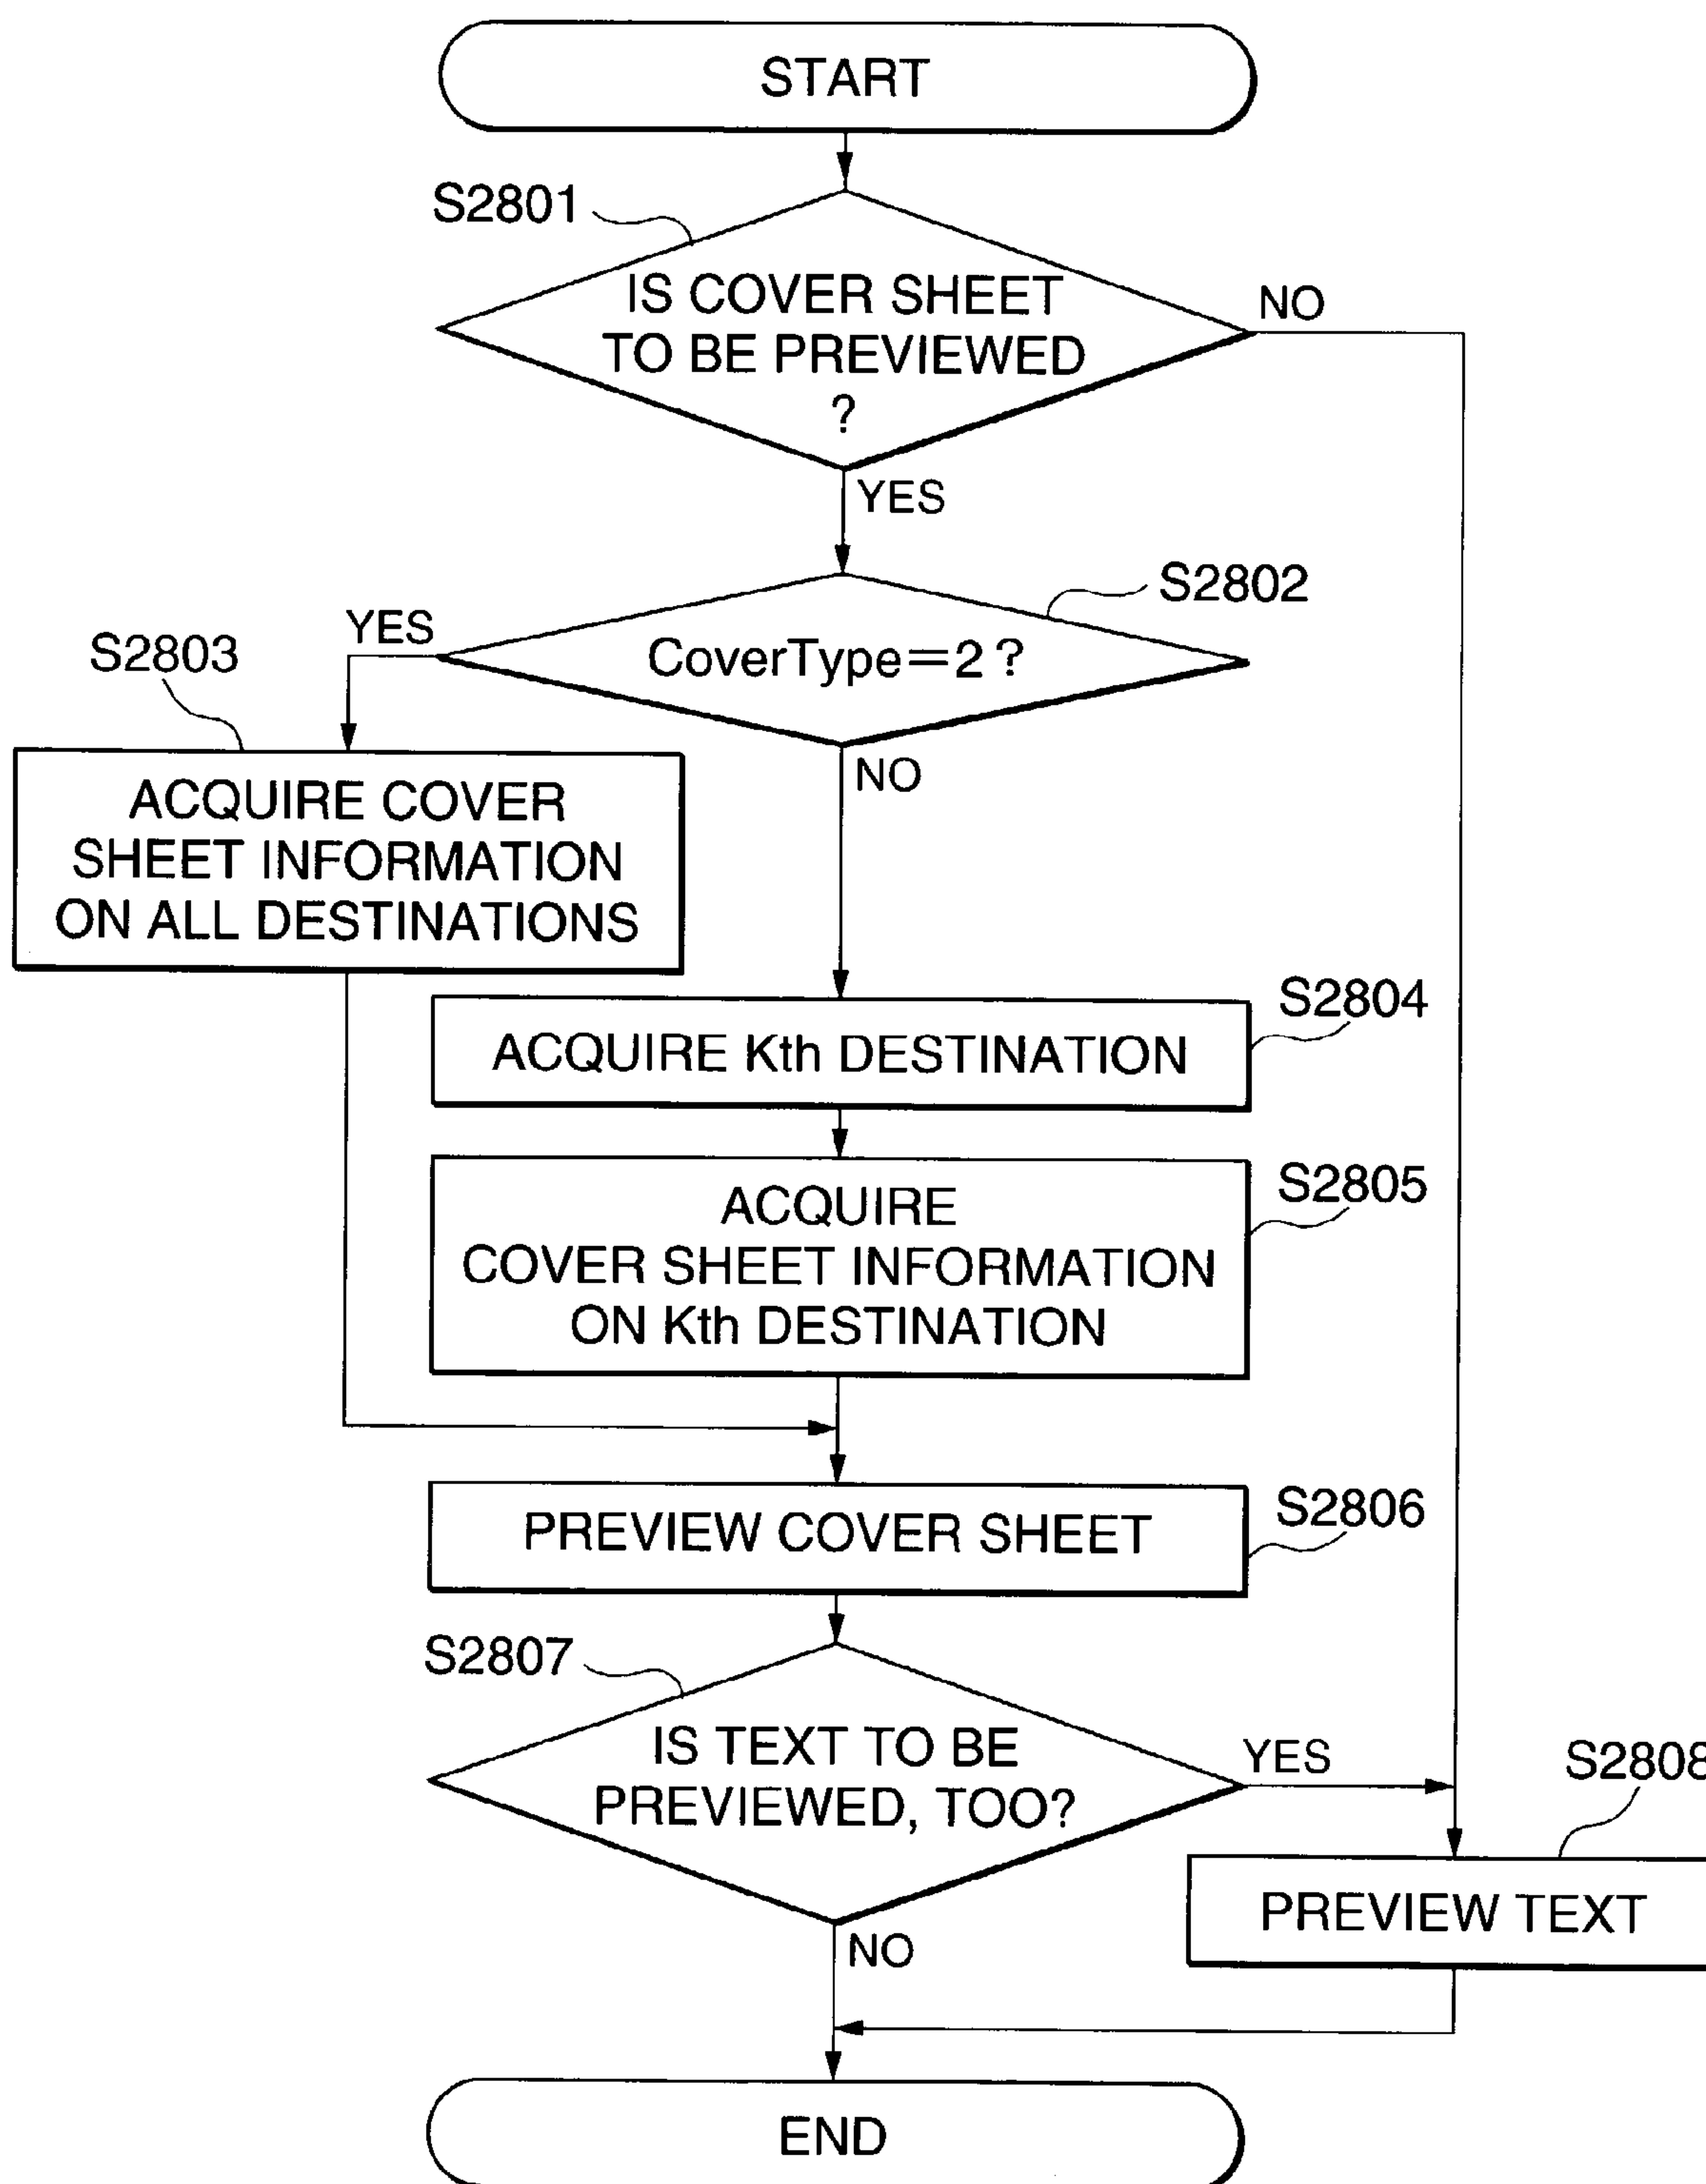 START
S2801
IS COVER SHEET
TO BE PREVIEWED
?
NO
YES
S2802
CoverType=2?
YES
S2803
NO
ACQUIRE COVER
SHEET INFORMATION
ON ALL DESTINATIONS
S2804
ACQUIRE Kth DESTINATION
S2805
ACQUIRE
COVER SHEET INFORMATION
ON Kth DESTINATION
S2806
PREVIEW COVER SHEET
S2807
IS TEXT TO BE
PREVIEWED, TOO?
YES
S2808
PREVIEW TEXT
NO
END